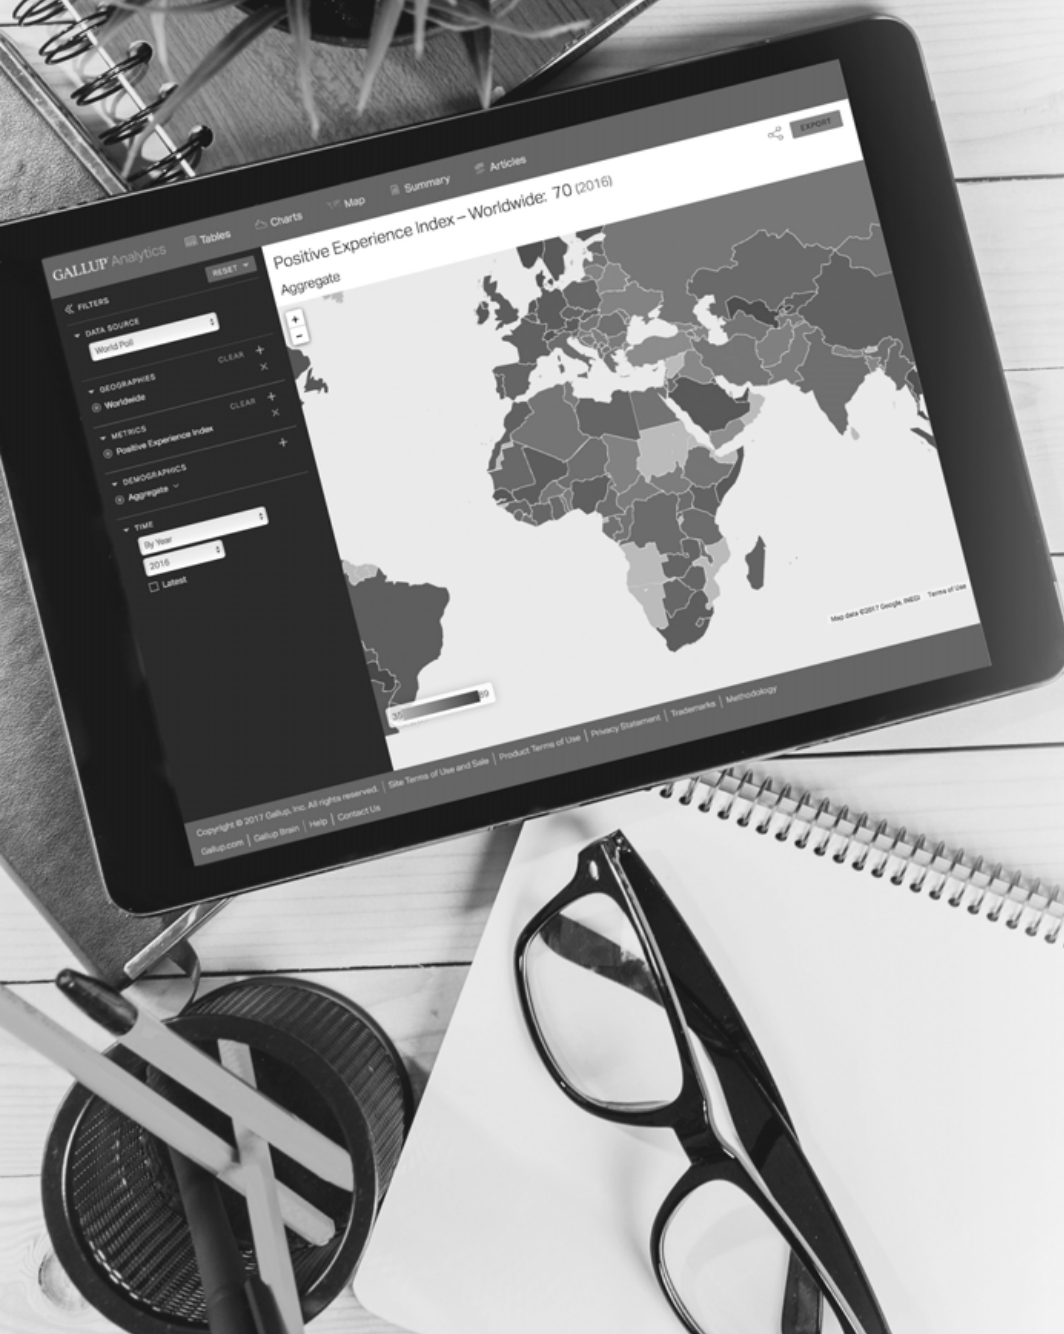 GALLUP Analytics
Tables
Charts
Map
Summary
Articles
EXPORT
Positive Experience Index – Worldwide: 70 (2016)
Aggregate
RESET
FILTERS
DATA SOURCE
World Poll
CLEAR +
GEOGRAPHIES
×
Worldwide
CLEAR +
METRICS
×
Positive Experience Index
+
DEMOGRAPHICS
Aggregate
TIME
By Year
2016
Latest
+
−
Map data ©2017 Google, INEGI Terms of Use
Copyright © 2017 Gallup, Inc. All rights reserved. | Site Terms of Use and Sale | Product Terms of Use | Privacy Statement | Trademarks | Methodology
Gallup.com | Gallup Brain | Help | Contact Us